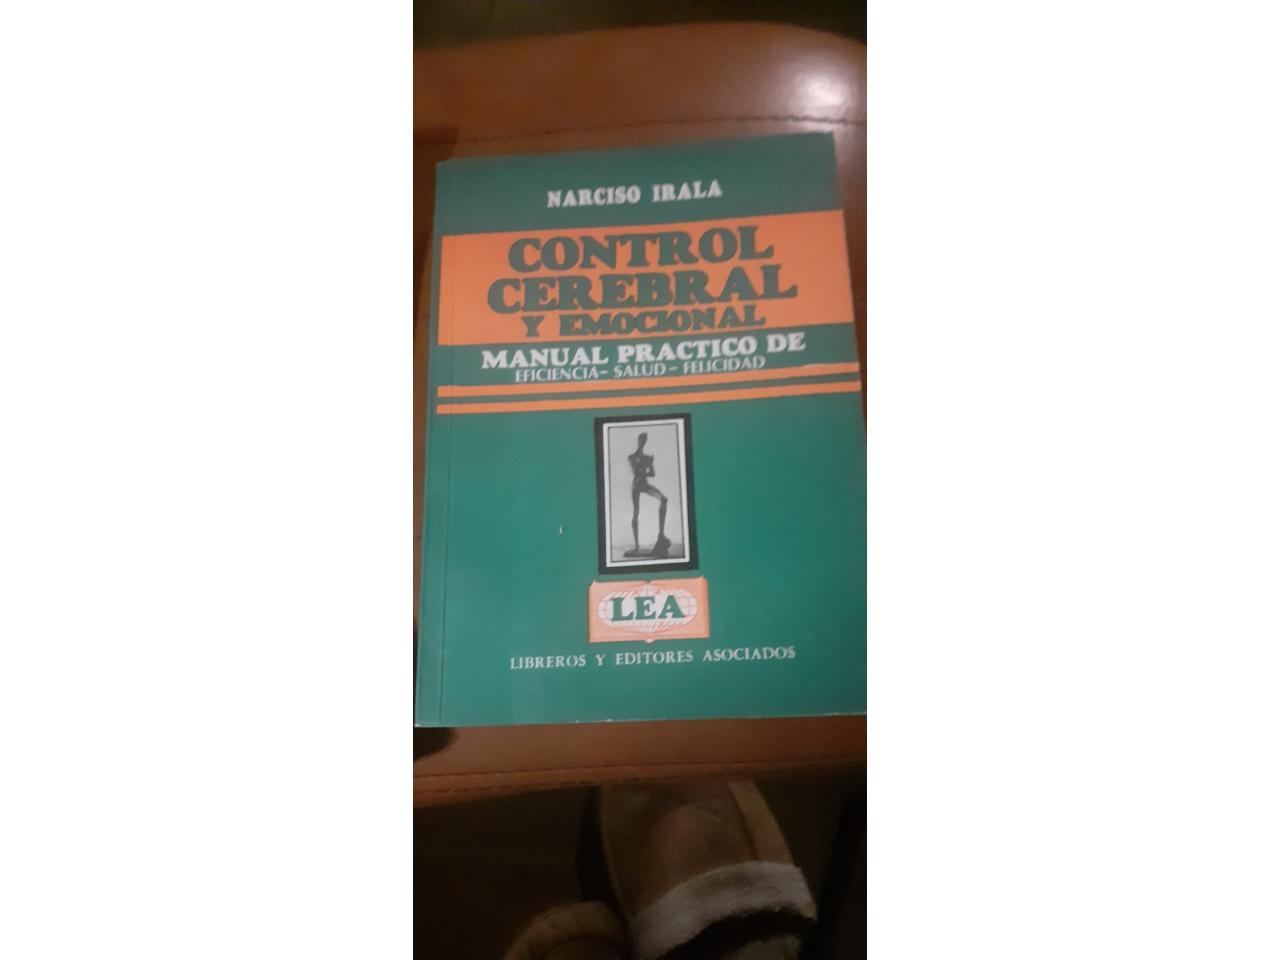 NARCISO IRALA
CONTROL
CEREBRAL
Y EMOCIONAL
MANUAL PRACTICO DE
EFICIENCIA- SALUD - FELICIDAD
LEA
LIBREROS Y EDITORES ASOCIADOS